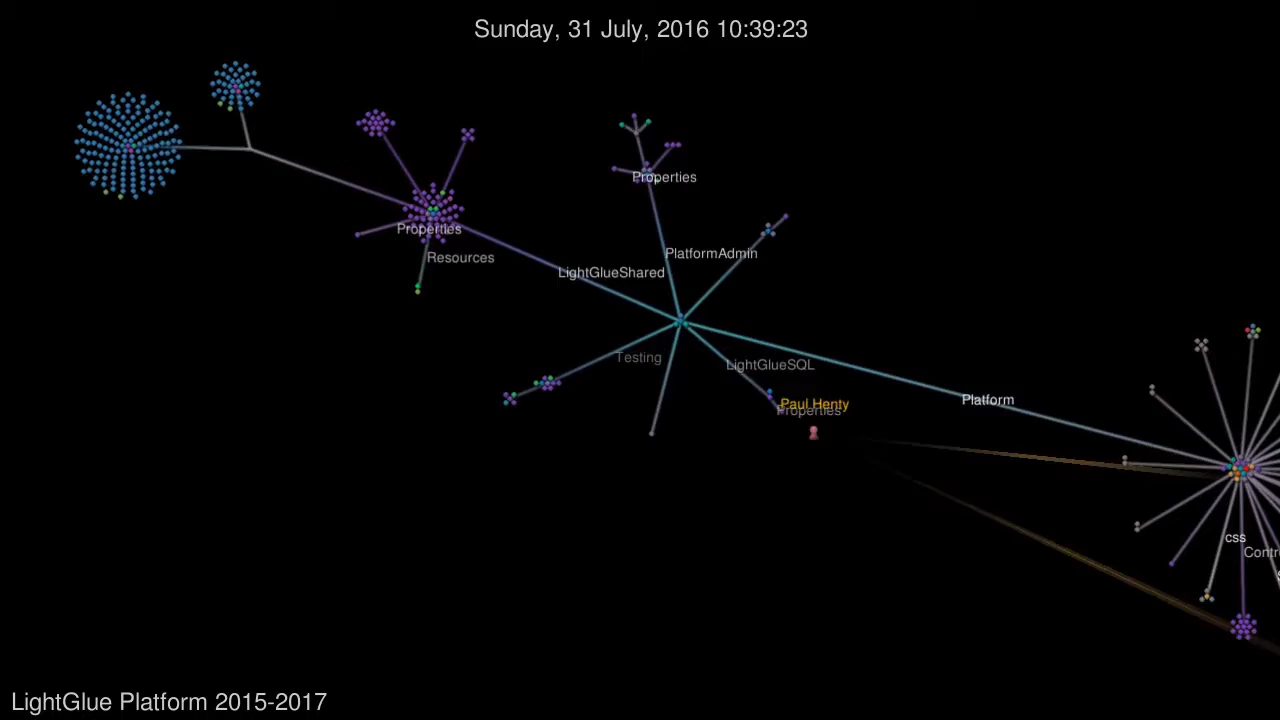 Sunday, 31 July, 2016 10:39:23
Properties
Properties
PlatformAdmin
Resources
LightGlueShared
Testing
LightGlueSQL
Platform
Paul Henty
Properties
css
LightGlue Platform 2015-2017